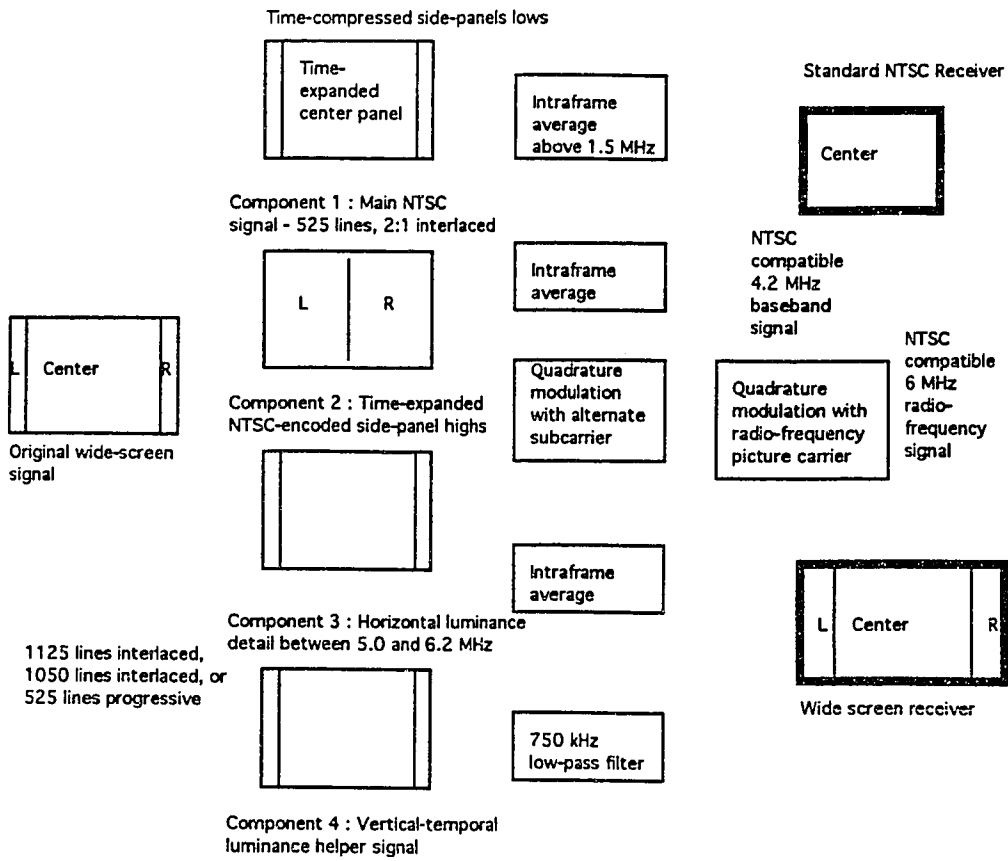 Time-compressed side-panels lows
Time-
expanded
center panel
Intraframe
average
above 1.5 MHz
Standard NTSC Receiver
Center
Component 1 : Main NTSC
signal - 525 lines, 2:1 interlaced
NTSC
compatible
4.2 MHz
baseband
signal
L
R
Intraframe
average
L
Center
R
Original wide-screen
signal
Component 2 : Time-expanded
NTSC-encoded side-panel highs
Quadrature
modulation
with alternate
subcarrier
Quadrature
modulation with
radio-frequency
picture carrier
NTSC
compatible
6 MHz
radio-
frequency
signal
Intraframe
average
Component 3 : Horizontal luminance
detail between 5.0 and 6.2 MHz
1125 lines interlaced,
1050 lines interlaced, or
525 lines progressive
L
Center
R
Wide screen receiver
750 kHz
low-pass filter
Component 4 : Vertical-temporal
luminance helper signal